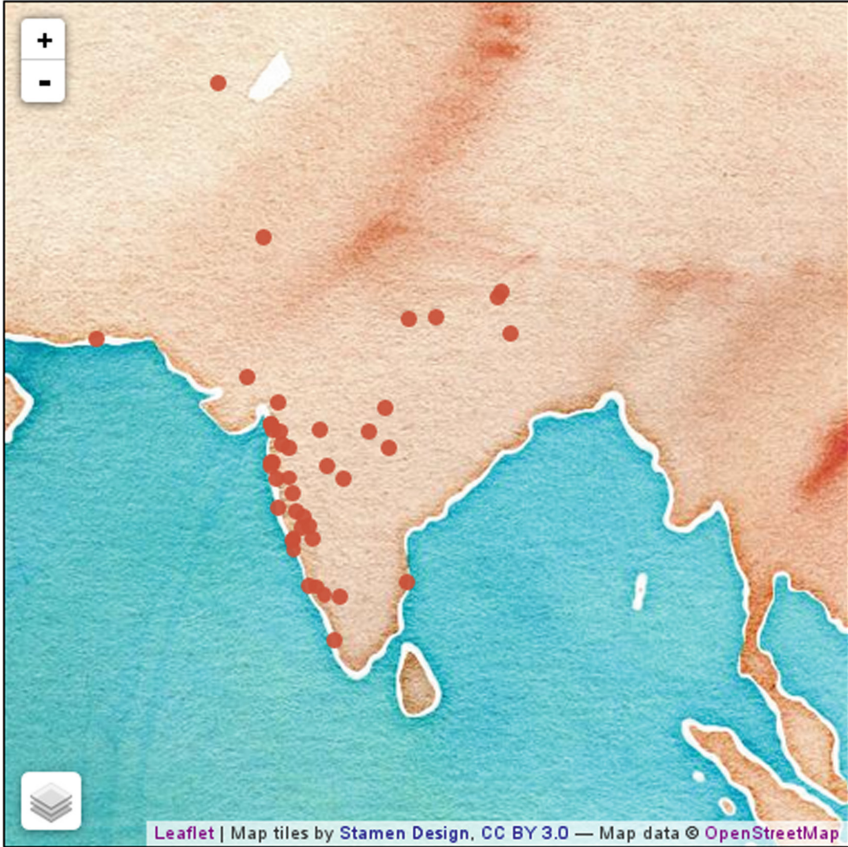 +
-
Leaflet | Map tiles by Stamen Design, CC BY 3.0 — Map data © OpenStreetMap